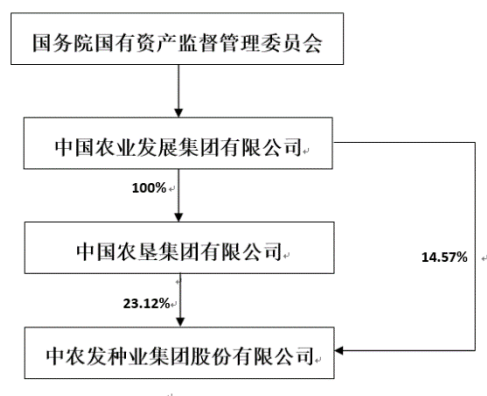 国务院国有资产监督管理委员会
中国农业发展集团有限公司
100%
中国农垦集团有限公司
14.57%
23.12%
中农发种业集团股份有限公司